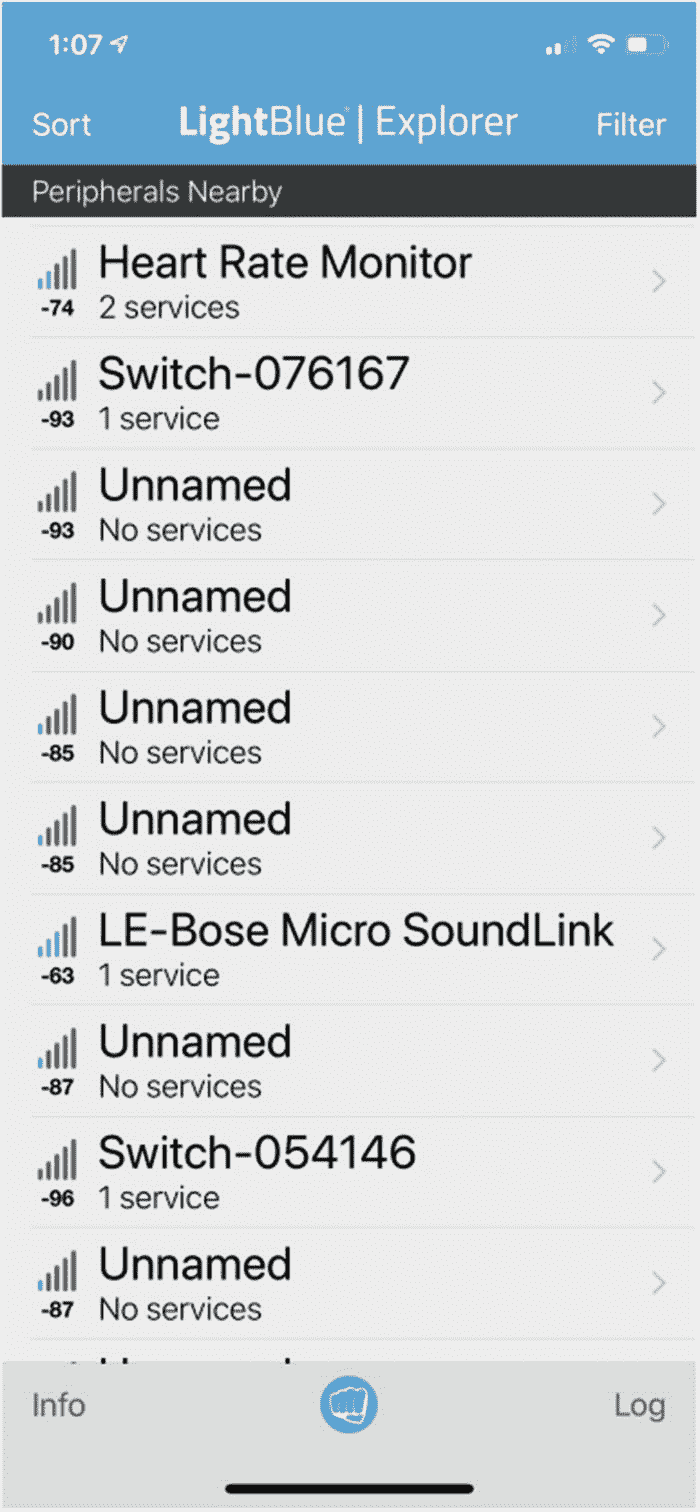 1:07
Sort LightBlue | Explorer Filter
Peripherals Nearby
Heart Rate Monitor
-74 2 services
Switch-076167
-93 1 service
Unnamed
-93 No services
Unnamed
-90 No services
Unnamed
-85 No services
Unnamed
-85 No services
LE-Bose Micro SoundLink
-63 1 service
Unnamed
-87 No services
Switch-054146
-96 1 service
Unnamed
-87 No services
Info Log